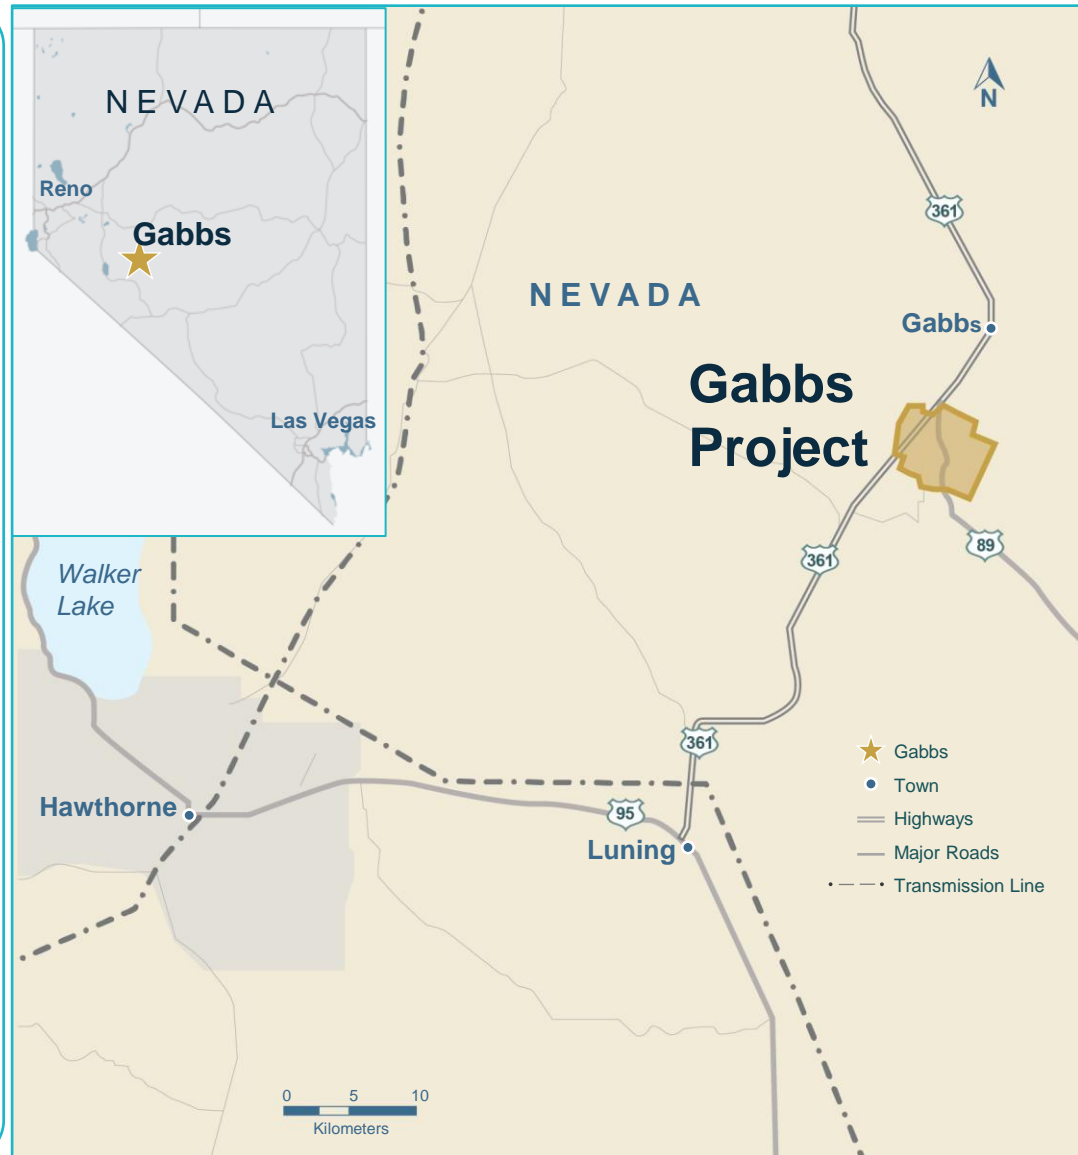 NEVADA
Reno
Gabbs
Las Vegas
N
361
NEVADA
Gabbs
Gabbs
Project
361
89
Walker
Lake
361
Gabbs
Town
Hawthorne
95
Highways
Luning
Major Roads
Transmission Line
0 5 10
Kilometers